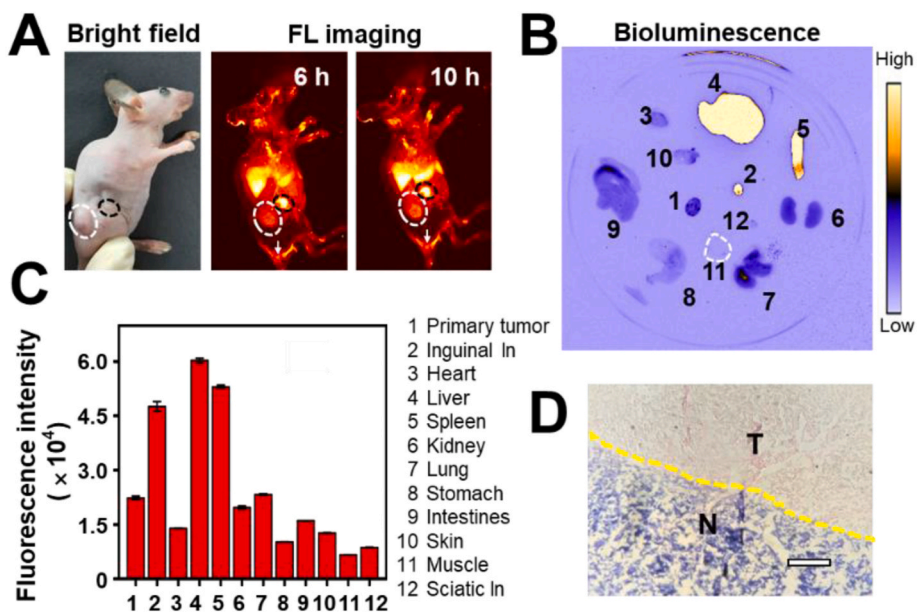 A
Bright field
FL imaging
6 h
10 h
B
Bioluminescence
High
Low
4
3
5
10
2
1
12
6
9
11
8
7
C
Fluorescence intensity
( × 10⁴)
6.0
4.5
3.0
1.5
0
1 2 3 4 5 6 7 8 9 10 11 12
1 Primary tumor
2 Inguinal ln
3 Heart
4 Liver
5 Spleen
6 Kidney
7 Lung
8 Stomach
9 Intestines
10 Skin
11 Muscle
12 Sciatic ln
D
T
N